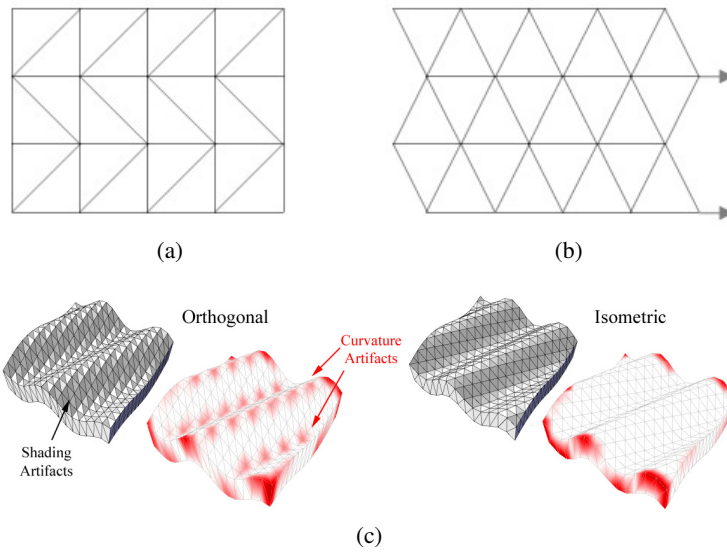 (a)
(b)
Orthogonal
Curvature
Artifacts
Isometric
Shading
Artifacts
(c)